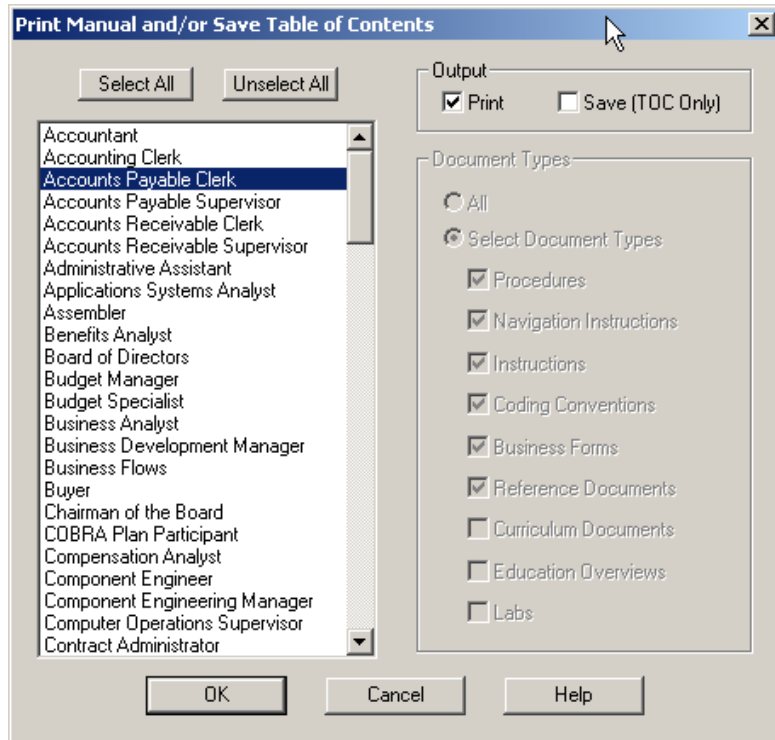 Print Manual and/or Save Table of Contents
Select All
Unselect All
Accountant
Accounting Clerk
Accounts Payable Clerk
Accounts Payable Supervisor
Accounts Receivable Clerk
Accounts Receivable Supervisor
Administrative Assistant
Applications Systems Analyst
Assembler
Benefits Analyst
Board of Directors
Budget Manager
Budget Specialist
Business Analyst
Business Development Manager
Business Flows
Buyer
Chairman of the Board
COBRA Plan Participant
Compensation Analyst
Component Engineer
Component Engineering Manager
Computer Operations Supervisor
Contract Administrator
Output
Print
Save (TOC Only)
Document Types
All
Select Document Types
Procedures
Navigation Instructions
Instructions
Coding Conventions
Business Forms
Reference Documents
Curriculum Documents
Education Overviews
Labs
OK
Cancel
Help